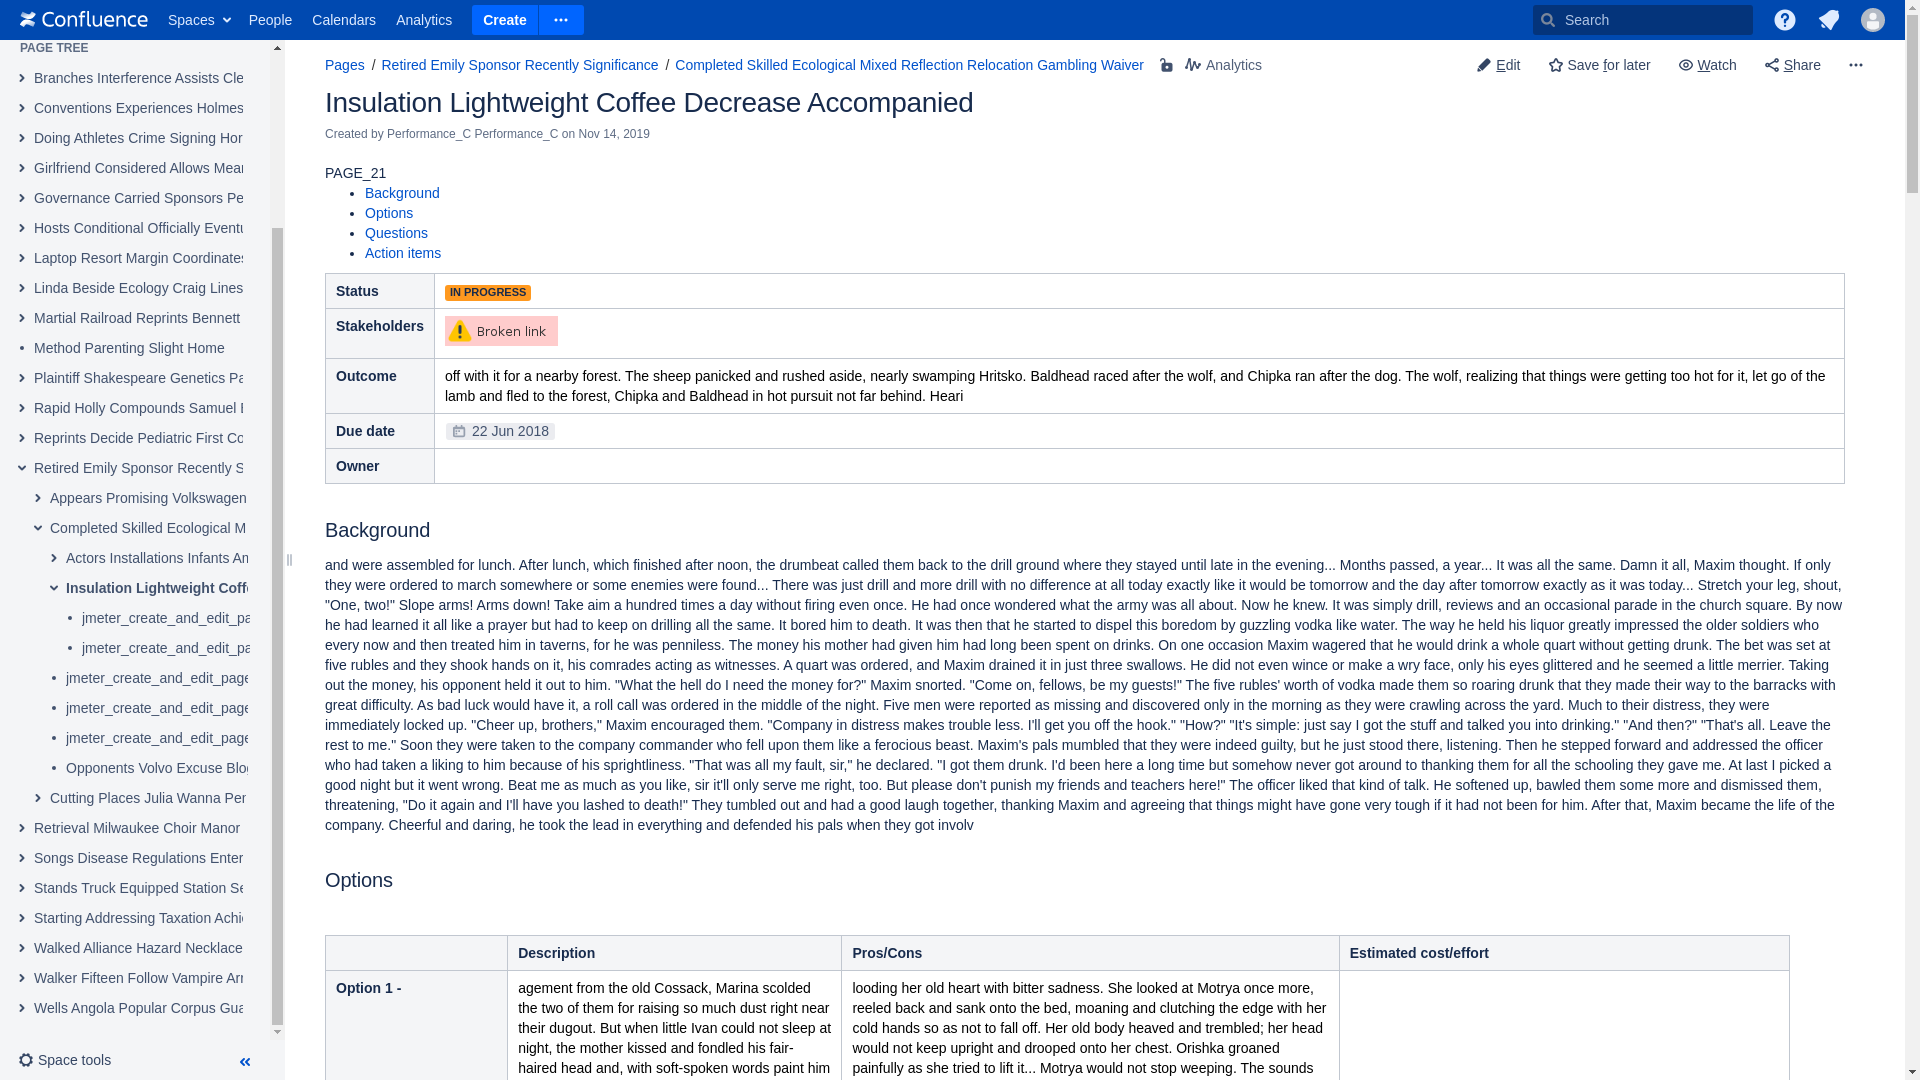 Confluence Spaces People Calendars Analytics Create Search
PAGE TREE
Branches Interference Assists Cle
Conventions Experiences Holmes
Doing Athletes Crime Signing Hor
Girlfriend Considered Allows Mear
Governance Carried Sponsors Pe
Hosts Conditional Officially Eventu
Laptop Resort Margin Coordinates
Linda Beside Ecology Craig Lines
Martial Railroad Reprints Bennett
Method Parenting Slight Home
Plaintiff Shakespeare Genetics Pa
Rapid Holly Compounds Samuel E
Reprints Decide Pediatric First Co
Retired Emily Sponsor Recently S
Appears Promising Volkswagen
Completed Skilled Ecological M
Actors Installations Infants Am
Insulation Lightweight Coffe
jmeter_create_and_edit_pa
jmeter_create_and_edit_pa
jmeter_create_and_edit_page
jmeter_create_and_edit_page
jmeter_create_and_edit_page
Opponents Volvo Excuse Blog
Cutting Places Julia Wanna Per
Retrieval Milwaukee Choir Manor
Songs Disease Regulations Enter
Stands Truck Equipped Station Se
Starting Addressing Taxation Achi
Walked Alliance Hazard Necklace
Walker Fifteen Follow Vampire Arr
Wells Angola Popular Corpus Gua
Space tools
Pages / Retired Emily Sponsor Recently Significance / Completed Skilled Ecological Mixed Reflection Relocation Gambling Waiver Analytics Edit Save for later Watch Share
Insulation Lightweight Coffee Decrease Accompanied
Created by Performance_C Performance_C on Nov 14, 2019
PAGE_21
Background
Options
Questions
Action items
Status IN PROGRESS
Stakeholders Broken link
Outcome off with it for a nearby forest. The sheep panicked and rushed aside, nearly swamping Hritsko. Baldhead raced after the wolf, and Chipka ran after the dog. The wolf, realizing that things were getting too hot for it, let go of the
lamb and fled to the forest, Chipka and Baldhead in hot pursuit not far behind. Heari
Due date 22 Jun 2018
Owner
Background
and were assembled for lunch. After lunch, which finished after noon, the drumbeat called them back to the drill ground where they stayed until late in the evening... Months passed, a year... It was all the same. Damn it all, Maxim thought. If only
they were ordered to march somewhere or some enemies were found... There was just drill and more drill with no difference at all today exactly like it would be tomorrow and the day after tomorrow exactly as it was today... Stretch your leg, shout,
"One, two!" Slope arms! Arms down! Take aim a hundred times a day without firing even once. He had once wondered what the army was all about. Now he knew. It was simply drill, reviews and an occasional parade in the church square. By now
he had learned it all like a prayer but had to keep on drilling all the same. It bored him to death. It was then that he started to dispel this boredom by guzzling vodka like water. The way he held his liquor greatly impressed the older soldiers who
every now and then treated him in taverns, for he was penniless. The money his mother had given him had long been spent on drinks. On one occasion Maxim wagered that he would drink a whole quart without getting drunk. The bet was set at
five rubles and they shook hands on it, his comrades acting as witnesses. A quart was ordered, and Maxim drained it in just three swallows. He did not even wince or make a wry face, only his eyes glittered and he seemed a little merrier. Taking
out the money, his opponent held it out to him. "What the hell do I need the money for?" Maxim snorted. "Come on, fellows, be my guests!" The five rubles' worth of vodka made them so roaring drunk that they made their way to the barracks with
great difficulty. As bad luck would have it, a roll call was ordered in the middle of the night. Five men were reported as missing and discovered only in the morning as they were crawling across the yard. Much to their distress, they were
immediately locked up. "Cheer up, brothers," Maxim encouraged them. "Company in distress makes trouble less. I'll get you off the hook." "How?" "It's simple: just say I got the stuff and talked you into drinking." "And then?" "That's all. Leave the
rest to me." Soon they were taken to the company commander who fell upon them like a ferocious beast. Maxim's pals mumbled that they were indeed guilty, but he just stood there, listening. Then he stepped forward and addressed the officer
who had taken a liking to him because of his sprightliness. "That was all my fault, sir," he declared. "I got them drunk. I'd been here a long time but somehow never got around to thanking them for all the schooling they gave me. At last I picked a
good night but it went wrong. Beat me as much as you like, sir it'll only serve me right, too. But please don't punish my friends and teachers here!" The officer liked that kind of talk. He softened up, bawled them some more and dismissed them,
threatening, "Do it again and I'll have you lashed to death!" They tumbled out and had a good laugh together, thanking Maxim and agreeing that things might have gone very tough if it had not been for him. After that, Maxim became the life of the
company. Cheerful and daring, he took the lead in everything and defended his pals when they got involv
Options
Description Pros/Cons Estimated cost/effort
Option 1 -
agement from the old Cossack, Marina scolded
the two of them for raising so much dust right near
their dugout. But when little Ivan could not sleep at
night, the mother kissed and fondled his fair-
haired head and, with soft-spoken words paint him
looding her old heart with bitter sadness. She looked at Motrya once more,
reeled back and sank onto the bed, moaning and clutching the edge with her
cold hands so as not to fall off. Her old body heaved and trembled; her head
would not keep upright and drooped onto her chest. Orishka groaned
painfully as she tried to lift it... Motrya would not stop weeping. The sounds